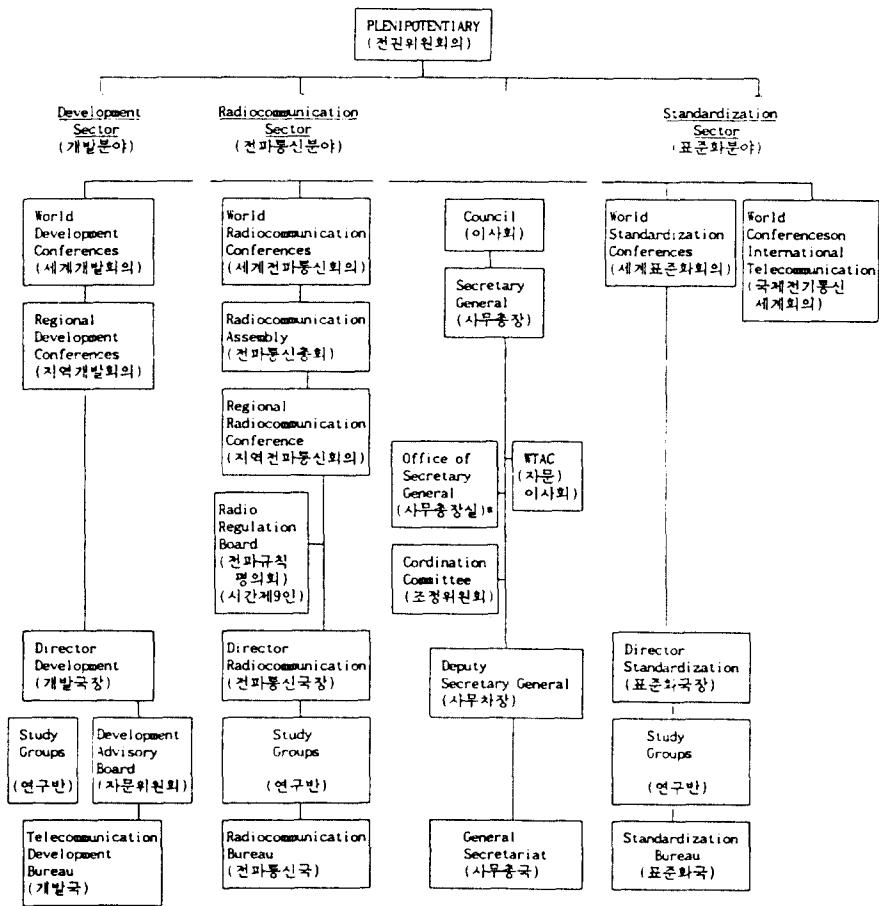 PLENIPOTENTIARY
(전권위원회의)
Development
Sector
(개발분야)
Radiocommunication
Sector
(전파통신분야)
Standardization
Sector
(표준화분야)
World
Development
Conferences
(세계개발회의)
Regional
Development
Conferences
(지역개발회의)
World
Radiocommunication
Conferences
(세계전파통신회의)
Radiocommunication
Assembly
(전파통신총회)
Regional
Radiocommunication
Conference
(지역전파통신회의)
Radio
Regulation
Board
(전파규칙
평의회)
(시간제9인)
Council
(이사회)
Secretary
General
(사무총장)
Office of
Secretary
General
(사무총장실)*
WTAC
(자문)
이사회)
Cordination
Committee
(조정위원회)
World
Standardization
Conferences
(세계표준화회의)
World
Conferenceson
International
Telecommunication
(국제전기통신
세계회의)
Director
Development
(개발국장)
Director
Radiocommunication
(전파통신국장)
Deputy
Secretary General
(사무차장)
Director
Standardization
(표준화국장)
Study
Groups
(연구반)
Development
Advisory
Board
(자문위원회)
Study
Groups
(연구반)
Study
Groups
(연구반)
Telecommunication
Development
Bureau
(개발국)
Radiocommunication
Bureau
(전파통신국)
General
Secretariat
(사무총국)
Standardization
Bureau
(표준화국)